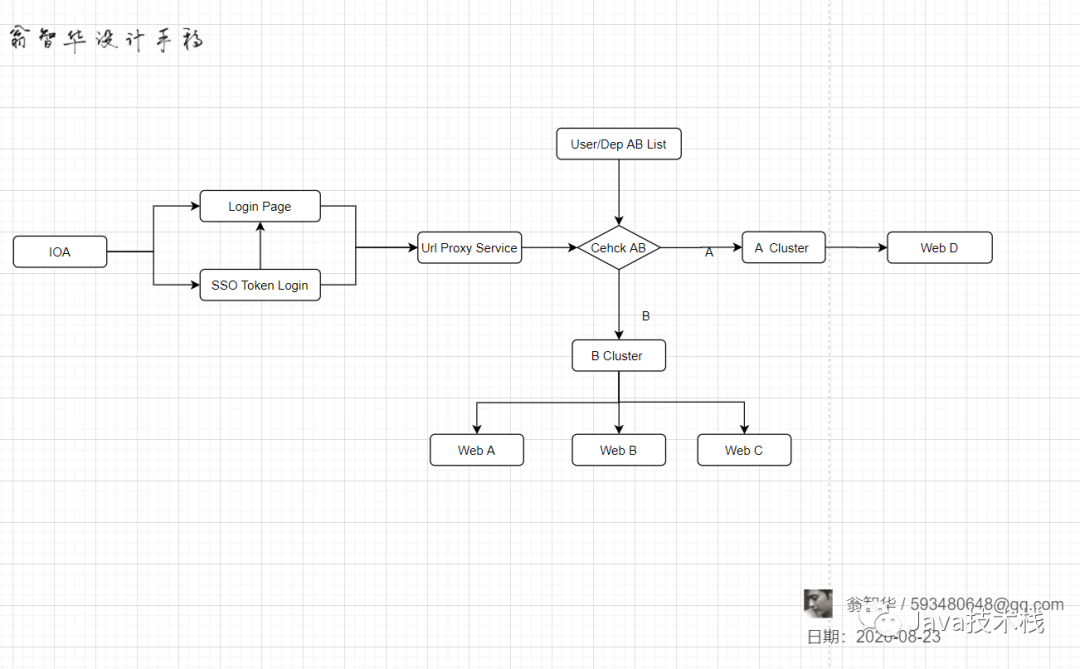 翁智华设计手稿
User/Dep AB List
Login Page
IOA
Url Proxy Service
Cehck AB
A
A Cluster
Web D
SSO Token Login
B
B Cluster
Web A
Web B
Web C
翁智华 / 593480648@qq.com
Java技术栈
日期：2020-08-23